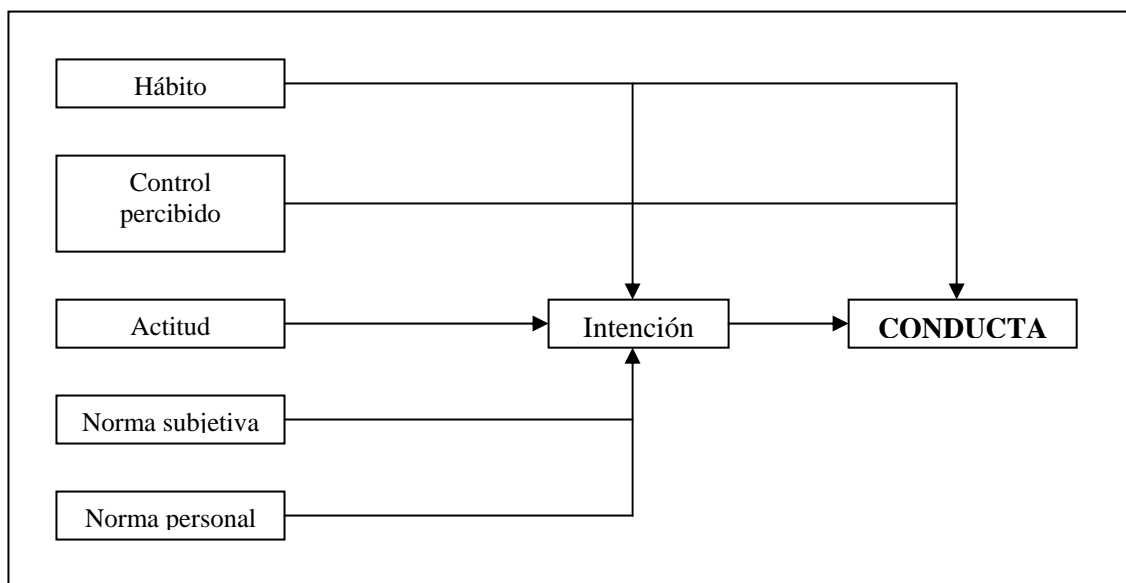 Hábito
Control
percibido
Actitud
Intención
CONDUCTA
Norma subjetiva
Norma personal